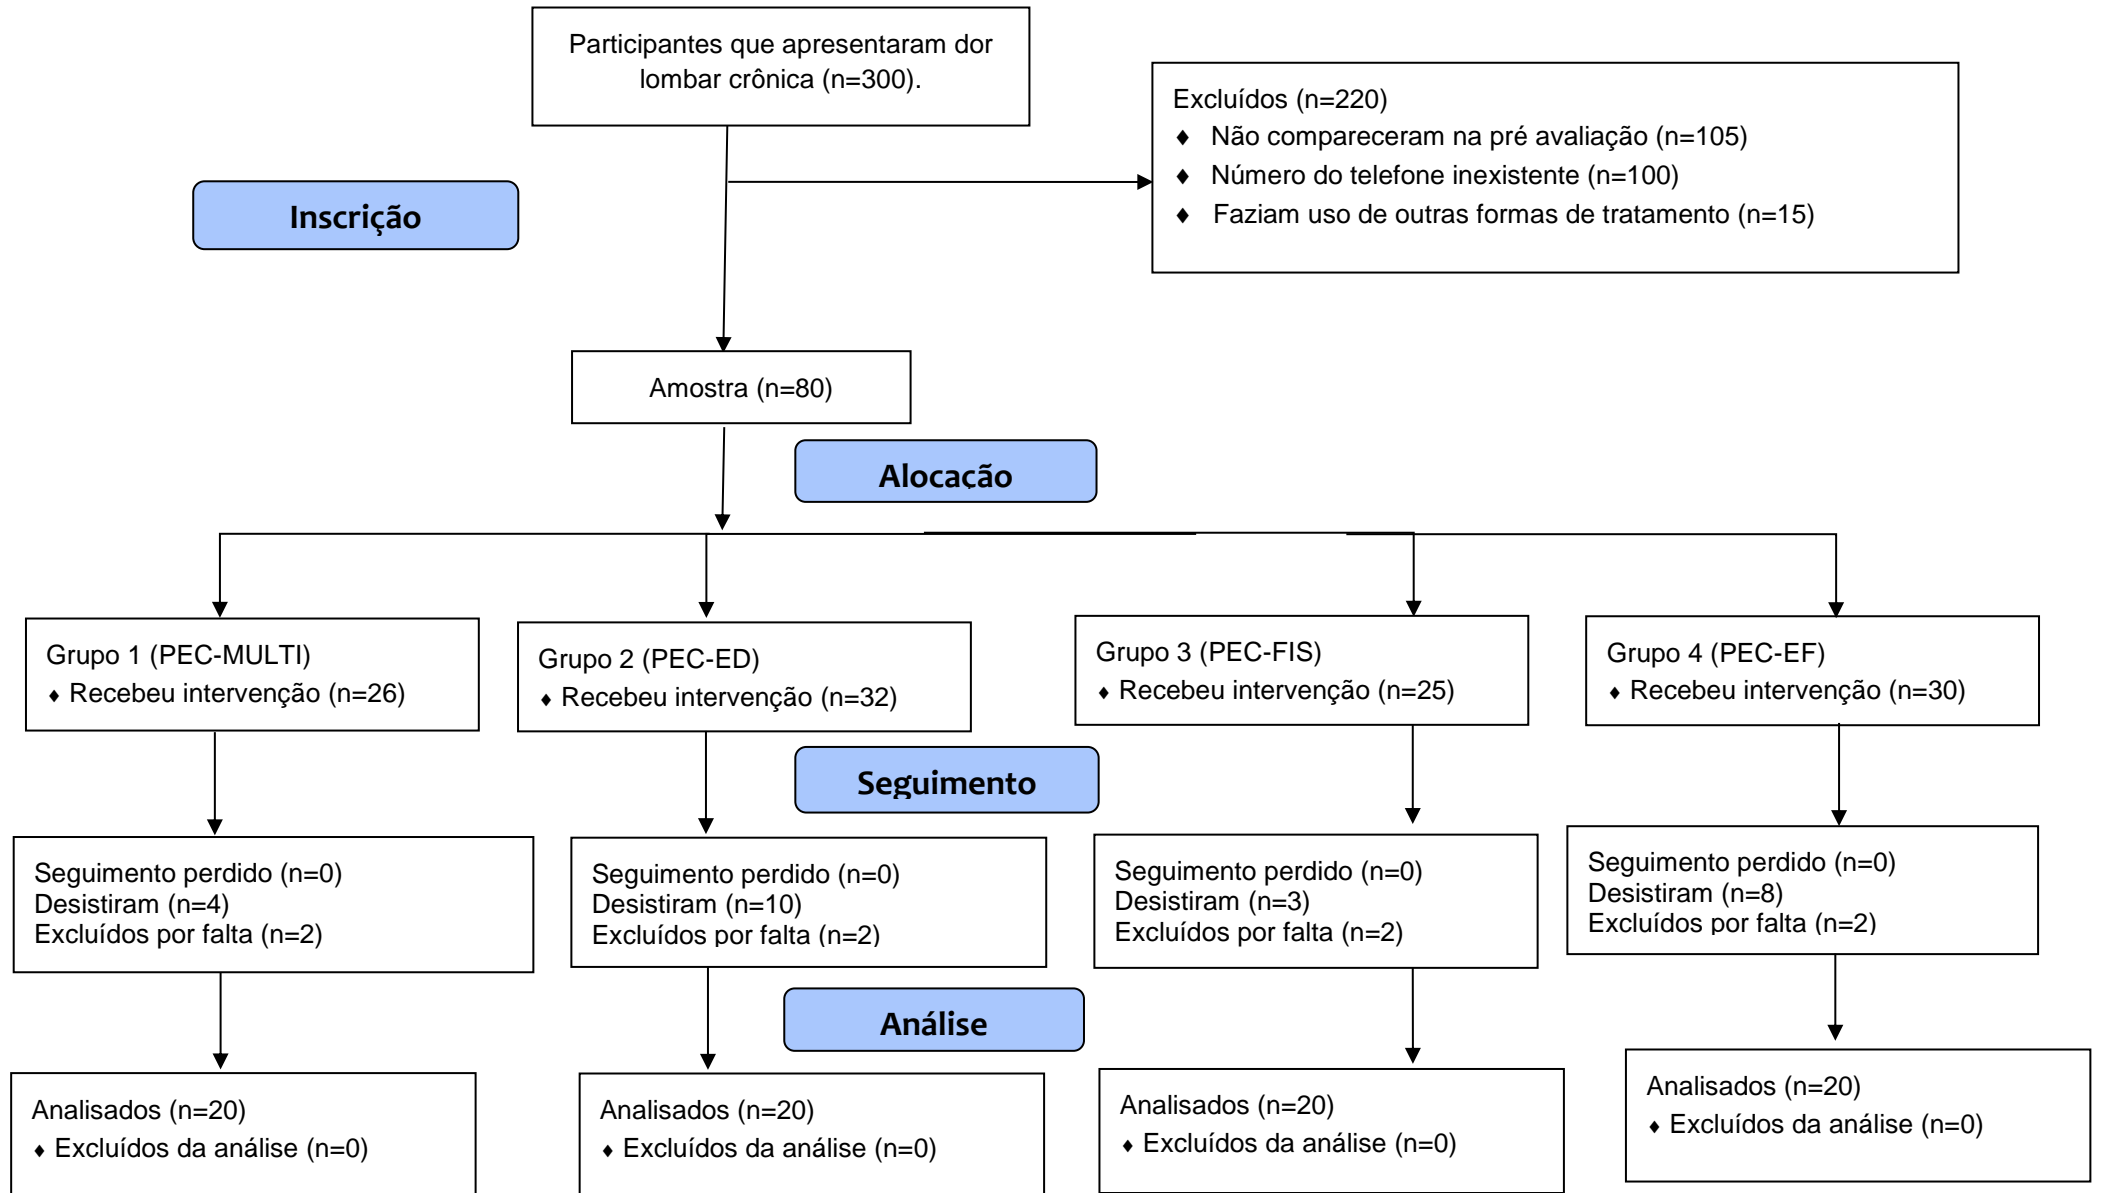 Participantes que apresentaram dor
lombar crônica (n=300).
Excluídos (n=220)
♦ Não compareceram na pré avaliação (n=105)
♦ Número do telefone inexistente (n=100)
♦ Faziam uso de outras formas de tratamento (n=15)
Inscrição
Amostra (n=80)
Alocação
Grupo 1 (PEC-MULTI)
♦ Recebeu intervenção (n=26)
Grupo 2 (PEC-ED)
♦ Recebeu intervenção (n=32)
Grupo 3 (PEC-FIS)
♦ Recebeu intervenção (n=25)
Grupo 4 (PEC-EF)
♦ Recebeu intervenção (n=30)
Seguimento
Seguimento perdido (n=0)
Desistiram (n=4)
Excluídos por falta (n=2)
Seguimento perdido (n=0)
Desistiram (n=10)
Excluídos por falta (n=2)
Seguimento perdido (n=0)
Desistiram (n=3)
Excluídos por falta (n=2)
Seguimento perdido (n=0)
Desistiram (n=8)
Excluídos por falta (n=2)
Análise
Analisados (n=20)
♦ Excluídos da análise (n=0)
Analisados (n=20)
♦ Excluídos da análise (n=0)
Analisados (n=20)
♦ Excluídos da análise (n=0)
Analisados (n=20)
♦ Excluídos da análise (n=0)